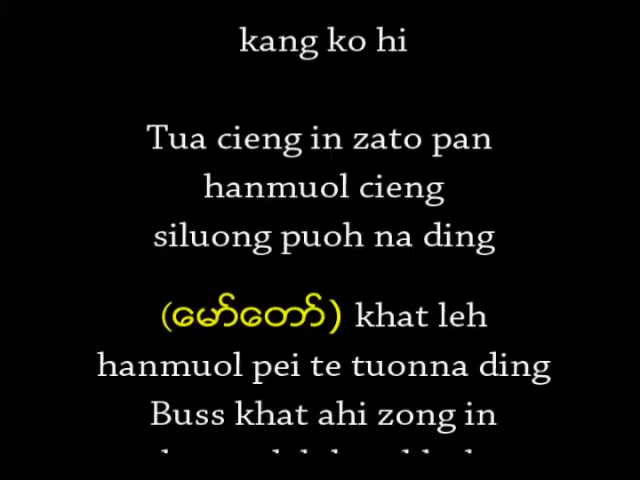 kang ko hi
Tua cieng in zato pan
hanmuol cieng
siluong puoh na ding
(မော်တော်) khat leh
hanmuol pei te tuonna ding
Buss khat ahi zong in